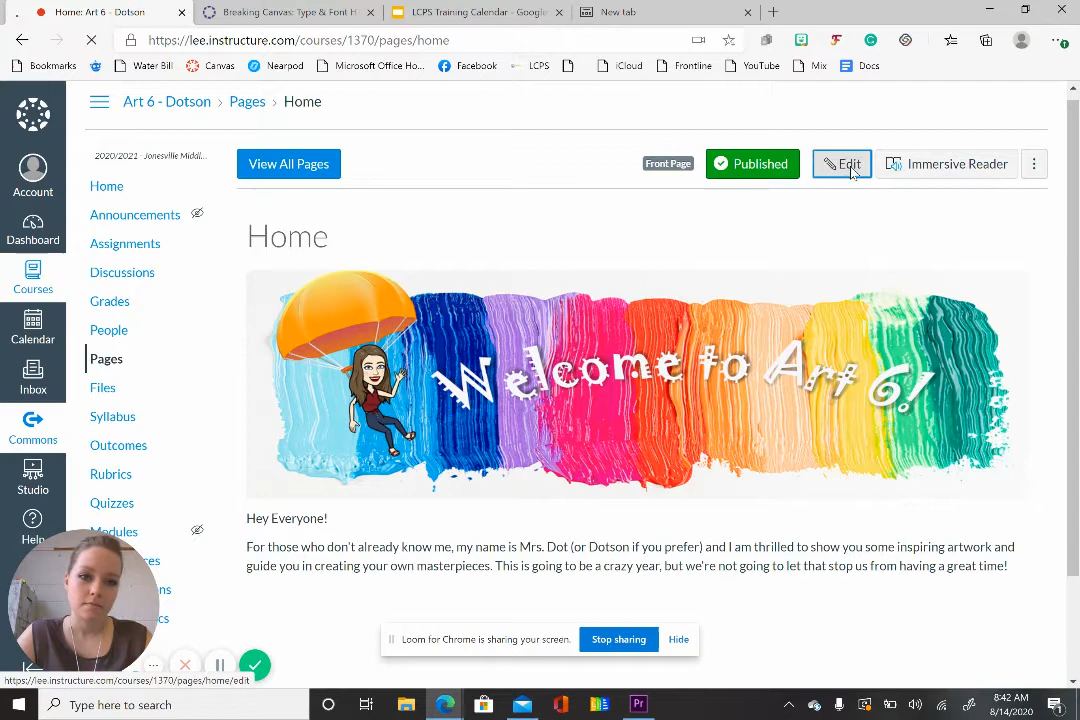 Home: Art 6 - Dotson
Breaking Canvas: Type & Font H
LCPS Training Calendar - Google
New tab
https://lee.instructure.com/courses/1370/pages/home
Bookmarks
Water Bill
Canvas
Nearpod
Microsoft Office Ho...
Facebook
LCPS
iCloud
Frontline
YouTube
Mix
Docs
Art 6 - Dotson > Pages > Home
2020/2021 - Jonesville Middl...
View All Pages
Front Page
Published
Edit
Immersive Reader
Account
Dashboard
Courses
Calendar
Inbox
Commons
Studio
Help
Home
Announcements
Assignments
Discussions
Grades
People
Pages
Files
Syllabus
Outcomes
Rubrics
Quizzes
Modules
Home
Welcome to Art 6!
Hey Everyone!
For those who don't already know me, my name is Mrs. Dot (or Dotson if you prefer) and I am thrilled to show you some inspiring artwork and
guide you in creating your own masterpieces. This is going to be a crazy year, but we're not going to let that stop us from having a great time!
Loom for Chrome is sharing your screen.
Stop sharing
Hide
https://lee.instructure.com/courses/1370/pages/home/edit
Type here to search
Pr
8:42 AM
8/14/2020